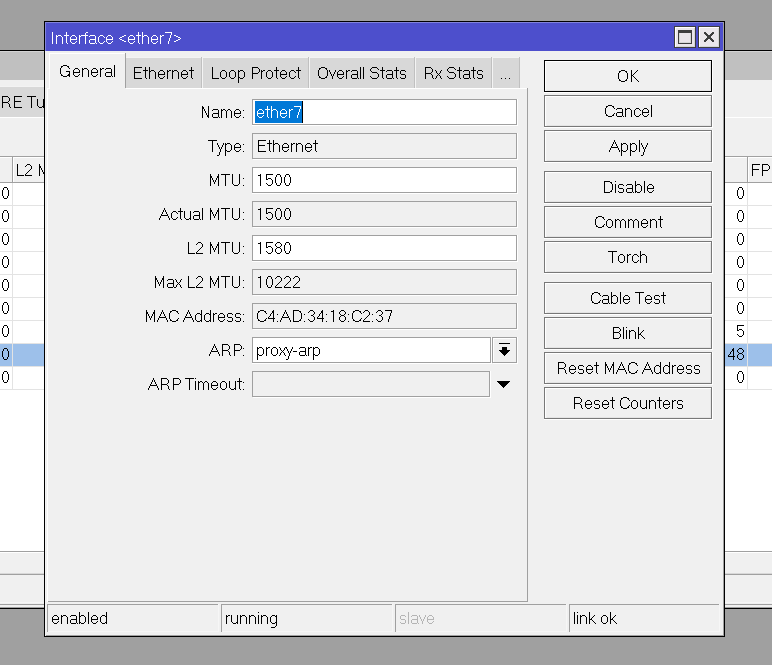 Interface <ether7>
General Ethernet Loop Protect Overall Stats Rx Stats ...
Name: ether7
Type: Ethernet
MTU: 1500
Actual MTU: 1500
L2 MTU: 1580
Max L2 MTU: 10222
MAC Address: C4:AD:34:18:C2:37
ARP: proxy-arp
ARP Timeout:
OK
Cancel
Apply
Disable
Comment
Torch
Cable Test
Blink
Reset MAC Address
Reset Counters
enabled running slave link ok
RE Tu
L2 M
0
0
0
0
0
0
0
0
0
FP
0
0
0
0
0
0
5
48
0